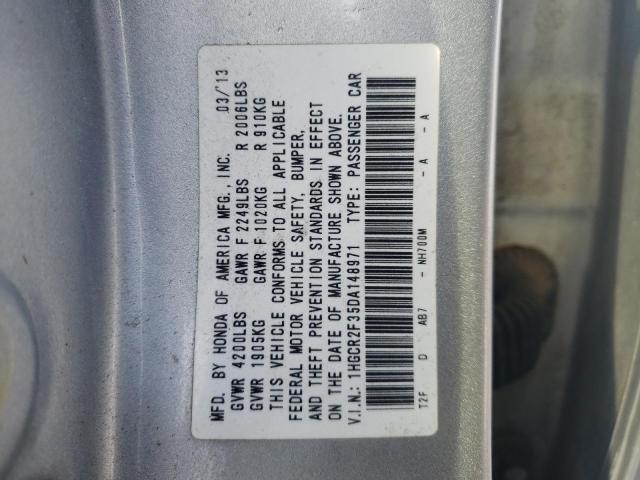 MFD. BY HONDA OF AMERICA MFG., INC. 03/'13
GVWR 4200LBS GAWR F 2249LBS R 2006LBS
GVWR 1905KG GAWR F 1020KG R 910KG
THIS VEHICLE CONFORMS TO ALL APPLICABLE
FEDERAL MOTOR VEHICLE SAFETY, BUMPER,
AND THEFT PREVENTION STANDARDS IN EFFECT
ON THE DATE OF MANUFACTURE SHOWN ABOVE.
V.I.N.: 1HGCR2F35DA148971 TYPE: PASSENGER CAR
T2F D AB7 - NH700M - A - A